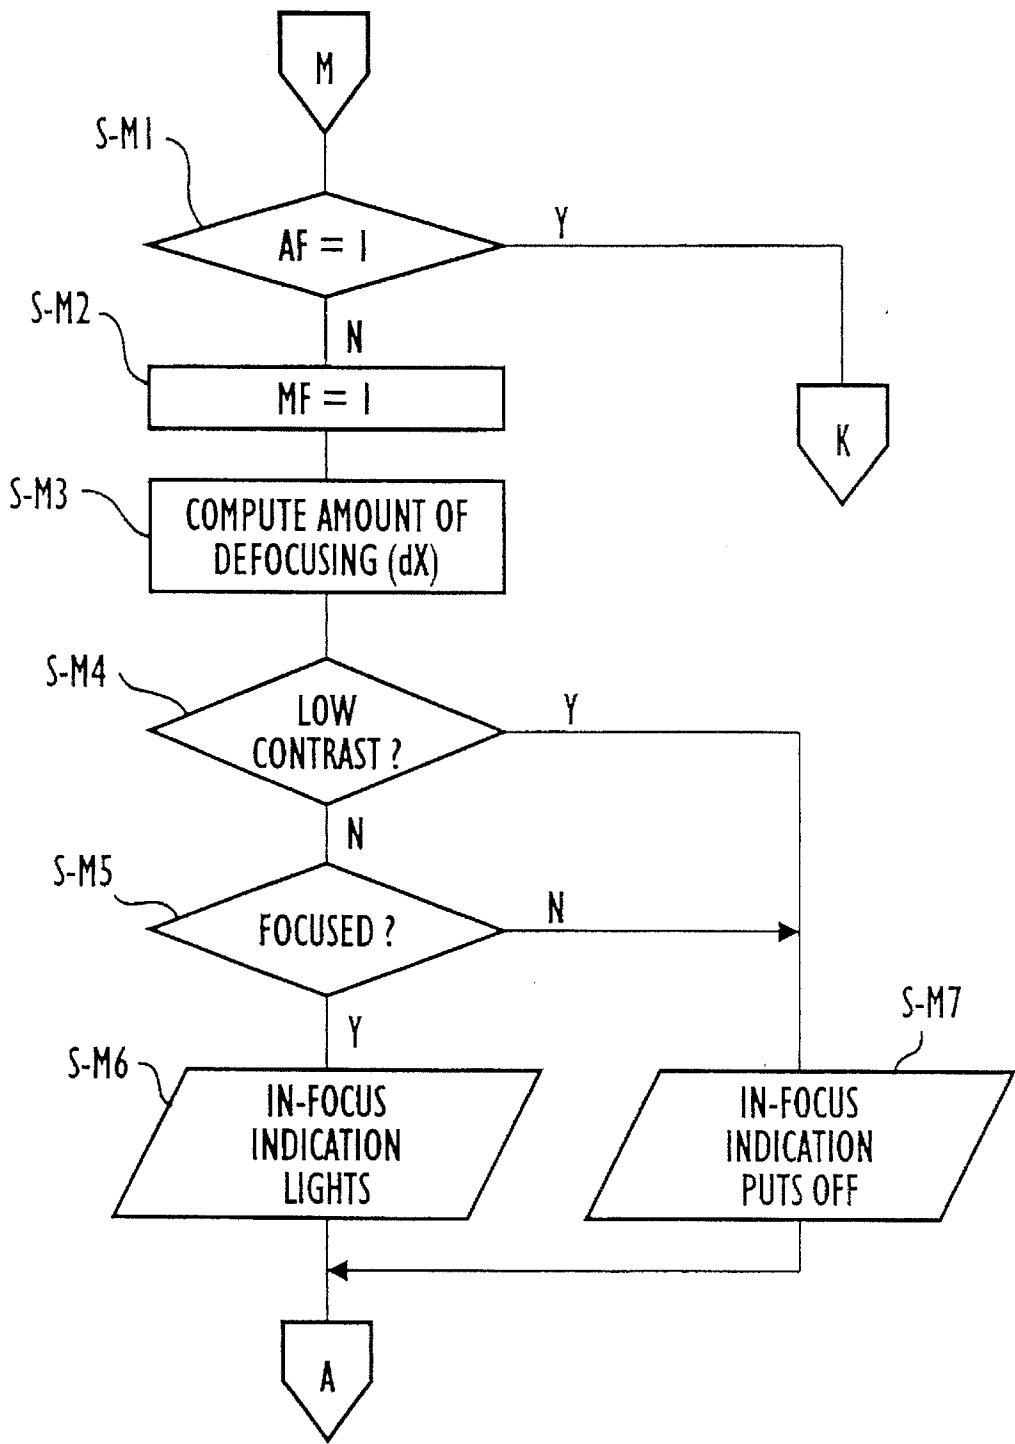 M
S-M1
AF = 1
Y
S-M2
N
MF = 1
K
S-M3
COMPUTE AMOUNT OF
DEFOCUSING (dX)
S-M4
LOW
CONTRAST ?
Y
N
S-M5
FOCUSED ?
N
Y
S-M7
S-M6
IN-FOCUS
INDICATION
LIGHTS
IN-FOCUS
INDICATION
PUTS OFF
A